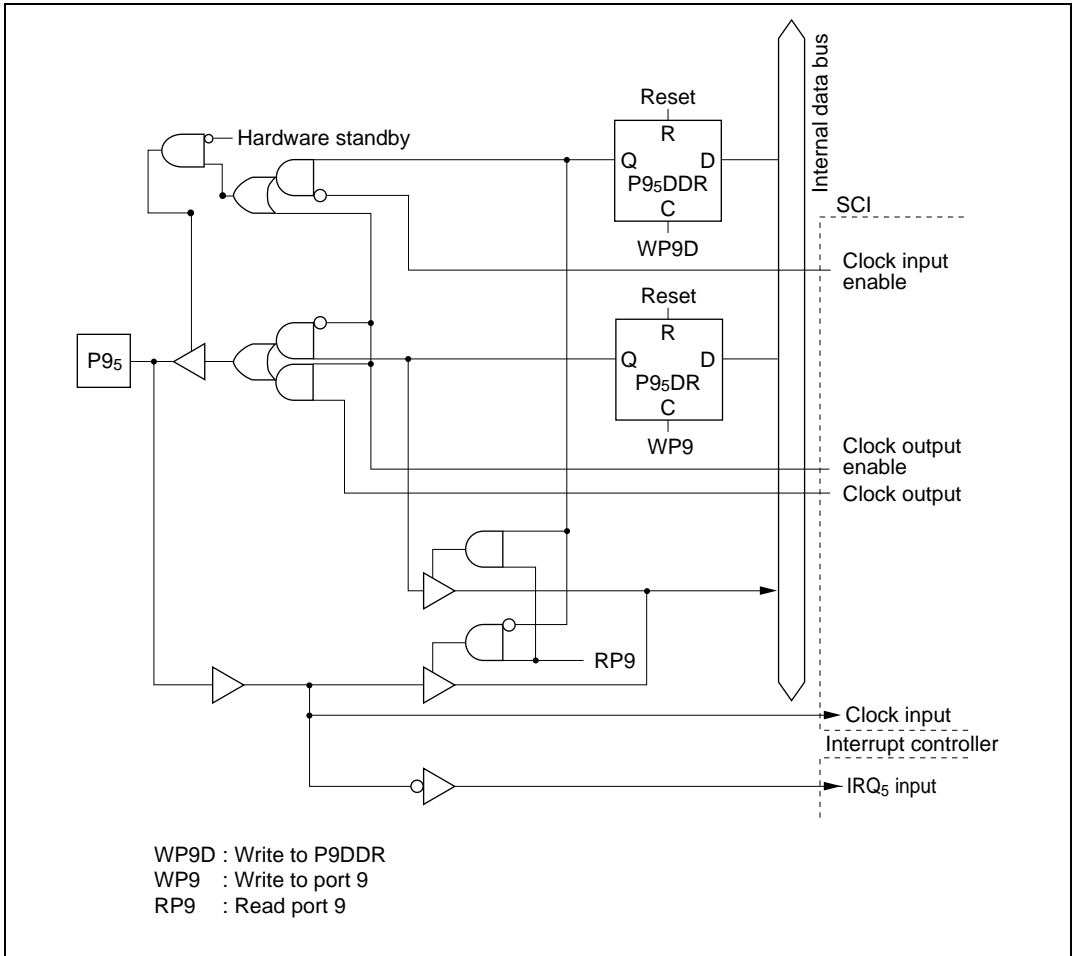 Internal data bus
Reset
Hardware standby
R
Q D
P9₅DDR
C
SCI
WP9D
Clock input
enable
Reset
R
P9₅
Q D
P9₅DR
C
WP9
Clock output
enable
Clock output
RP9
Clock input
Interrupt controller
IRQ₅ input
WP9D : Write to P9DDR
WP9 : Write to port 9
RP9 : Read port 9